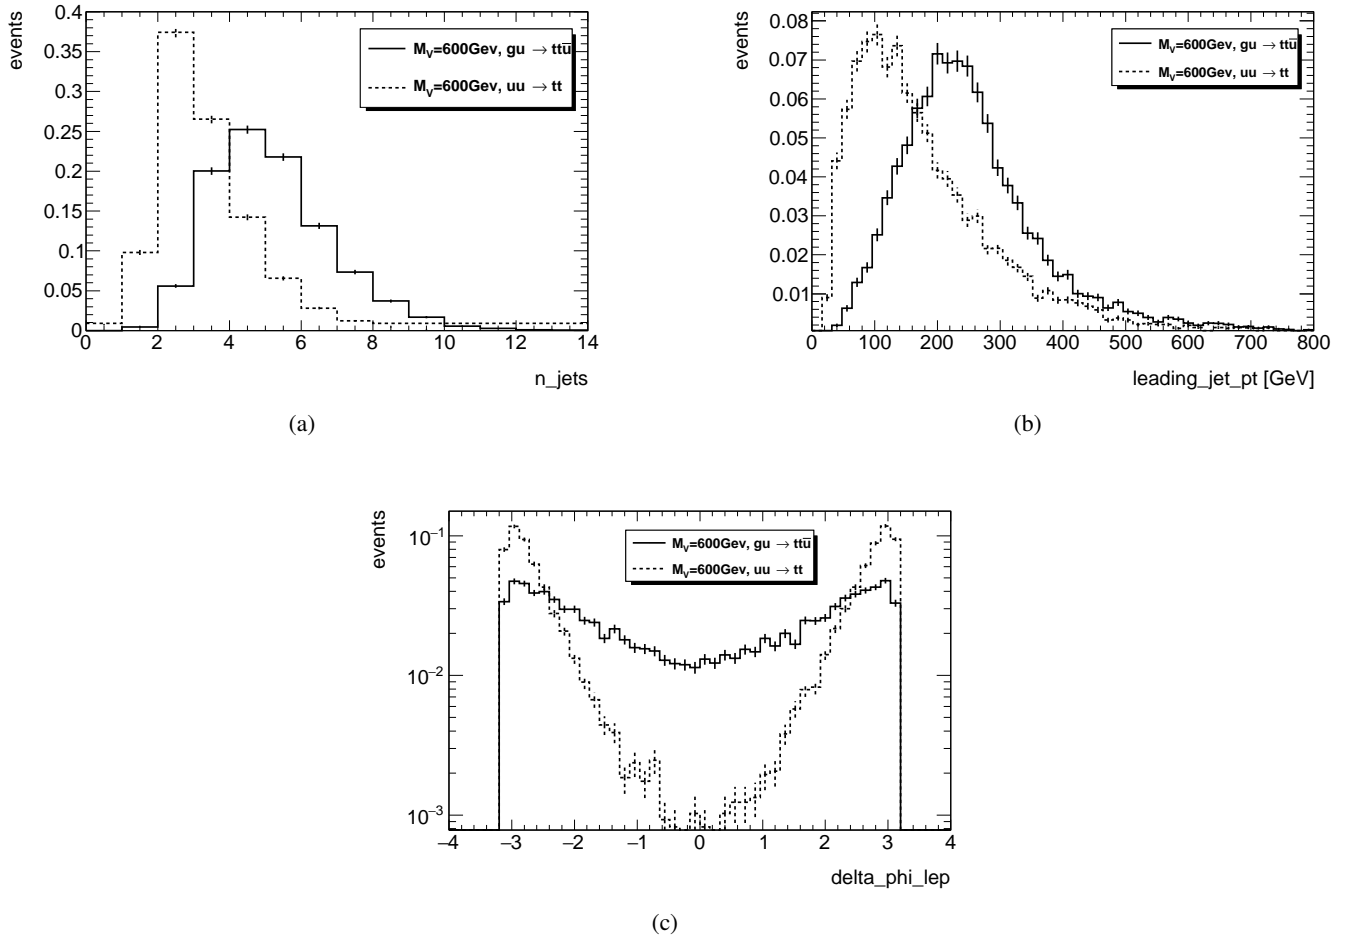 events
0.4
0.35
0.3
0.25
0.2
0.15
0.1
0.05
0
0 2 4 6 8 10 12 14
n_jets
M_V=600Gev, gu → ttū
M_V=600Gev, uu → tt
(a)
events
0.08
0.07
0.06
0.05
0.04
0.03
0.02
0.01
0 100 200 300 400 500 600 700 800
leading_jet_pt [GeV]
M_V=600Gev, gu → ttū
M_V=600Gev, uu → tt
(b)
events
10⁻¹
10⁻²
10⁻³
−4 −3 −2 −1 0 1 2 3 4
delta_phi_lep
M_V=600Gev, gu → ttū
M_V=600Gev, uu → tt
(c)